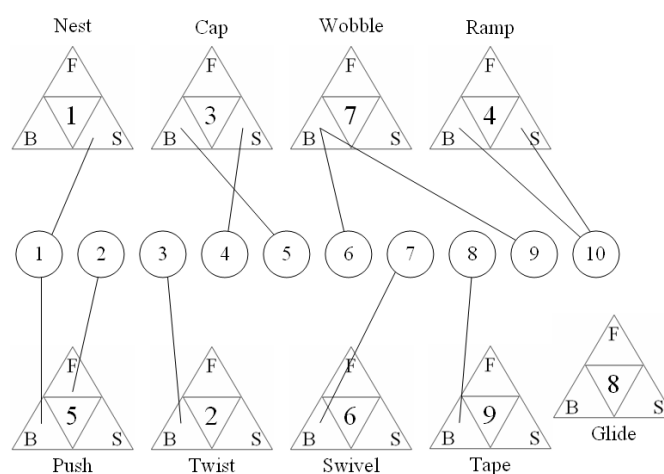 Nest Cap Wobble Ramp
F F F F
1 3 7 4
B S B S B S B S
1 2 3 4 5 6 7 8 9 10
F F F F F
5 2 6 9 8
B S B S B S B S B S
Push Twist Swivel Tape Glide